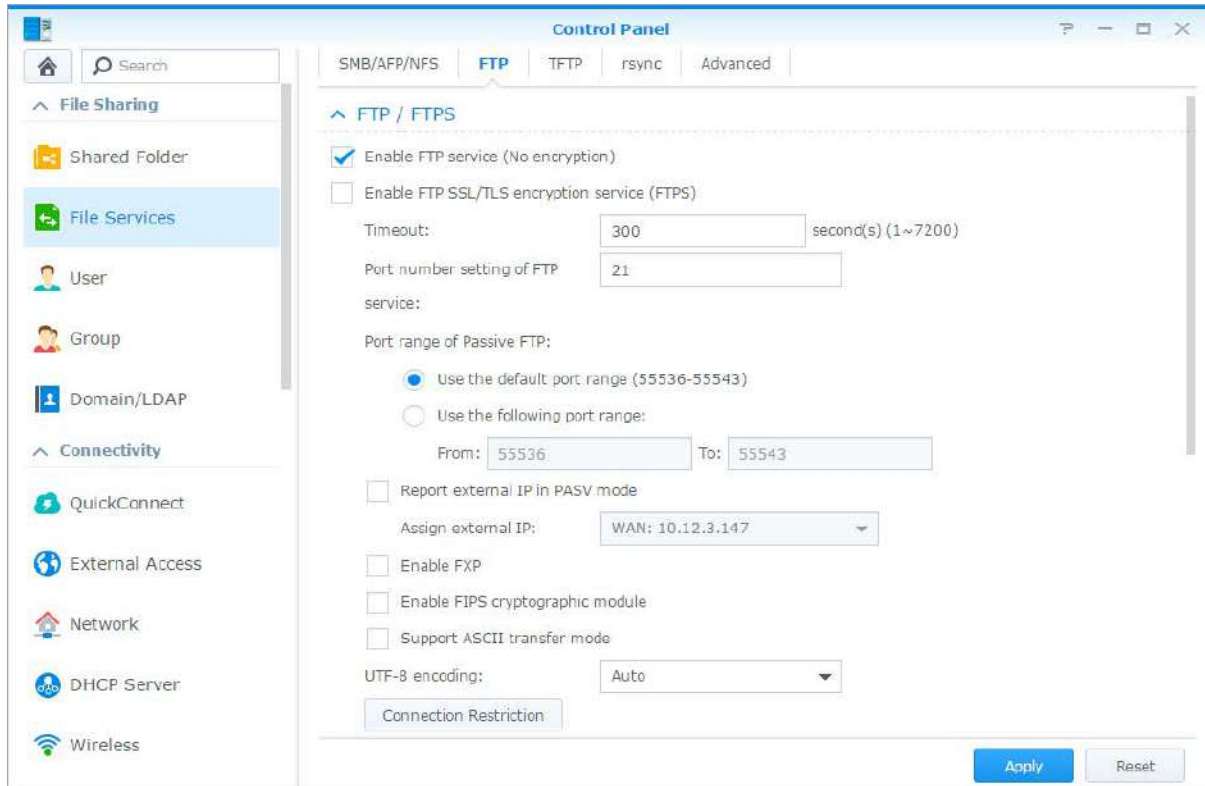 Control Panel
Search
File Sharing
Shared Folder
File Services
User
Group
Domain/LDAP
Connectivity
QuickConnect
External Access
Network
DHCP Server
Wireless
SMB/AFP/NFS FTP TFTP rsync Advanced
FTP / FTPS
Enable FTP service (No encryption)
Enable FTP SSL/TLS encryption service (FTPS)
Timeout: 300 second(s) (1~7200)
Port number setting of FTP 21
service:
Port range of Passive FTP:
Use the default port range (55536-55543)
Use the following port range:
From: 55536 To: 55543
Report external IP in PASV mode
Assign external IP: WAN: 10.12.3.147
Enable FXP
Enable FIPS cryptographic module
Support ASCII transfer mode
UTF-8 encoding: Auto
Connection Restriction
Apply Reset